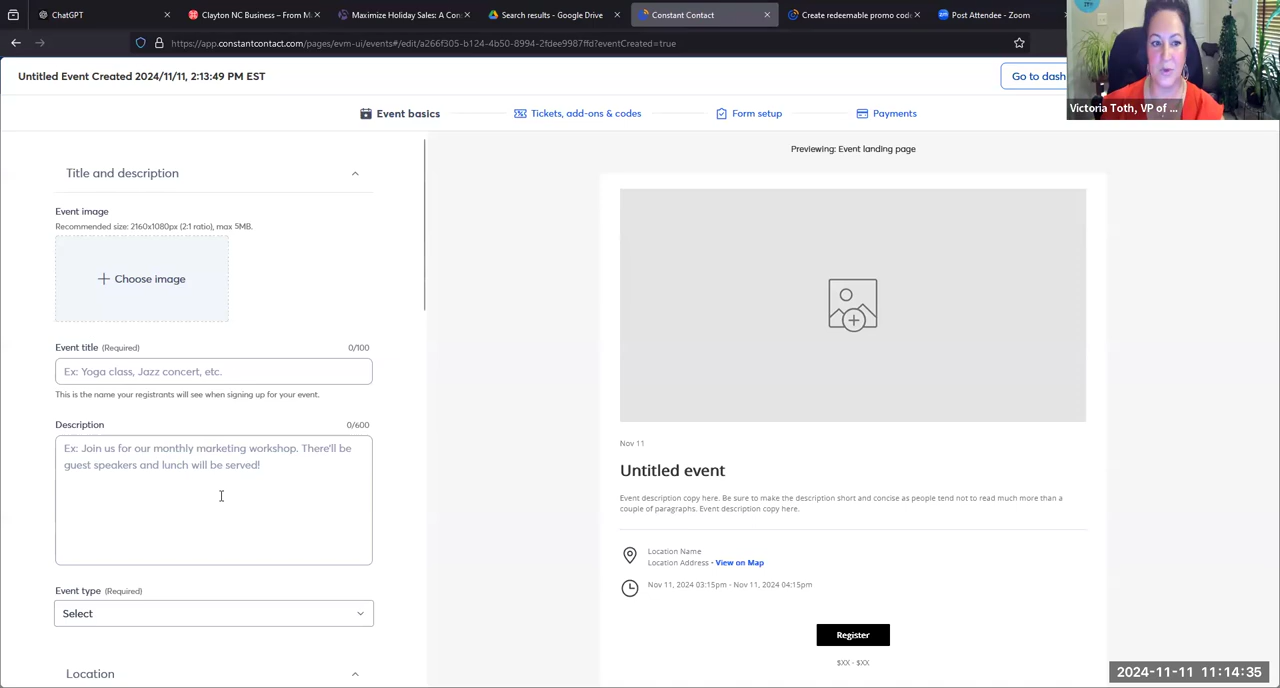 ChatGPT
Clayton NC Business – From M
Maximize Holiday Sales: A Con
Search results - Google Drive
Constant Contact
Create redeemable promo code
Post Attendee - Zoom
https://app.constantcontact.com/pages/evm-ui/events#/edit/a266f305-b124-4b50-8994-2fdee9987ffd?eventCreated=true
Untitled Event Created 2024/11/11, 2:13:49 PM EST
Go to dash
Victoria Toth, VP of ...
Event basics
Tickets, add-ons & codes
Form setup
Payments
Previewing: Event landing page
Title and description
Event image
Recommended size: 2160x1080px (2:1 ratio), max 5MB.
Choose image
Event title (Required)
0/100
Ex: Yoga class, Jazz concert, etc.
This is the name your registrants will see when signing up for your event.
Description
0/600
Ex: Join us for our monthly marketing workshop. There'll be
guest speakers and lunch will be served!
Event type (Required)
Select
Location
Nov 11
Untitled event
Event description copy here. Be sure to make the description short and concise as people tend not to read much more than a
couple of paragraphs. Event description copy here.
Location Name
Location Address • View on Map
Nov 11, 2024 03:15pm - Nov 11, 2024 04:15pm
Register
$XX - $XX
2024-11-11 11:14:35